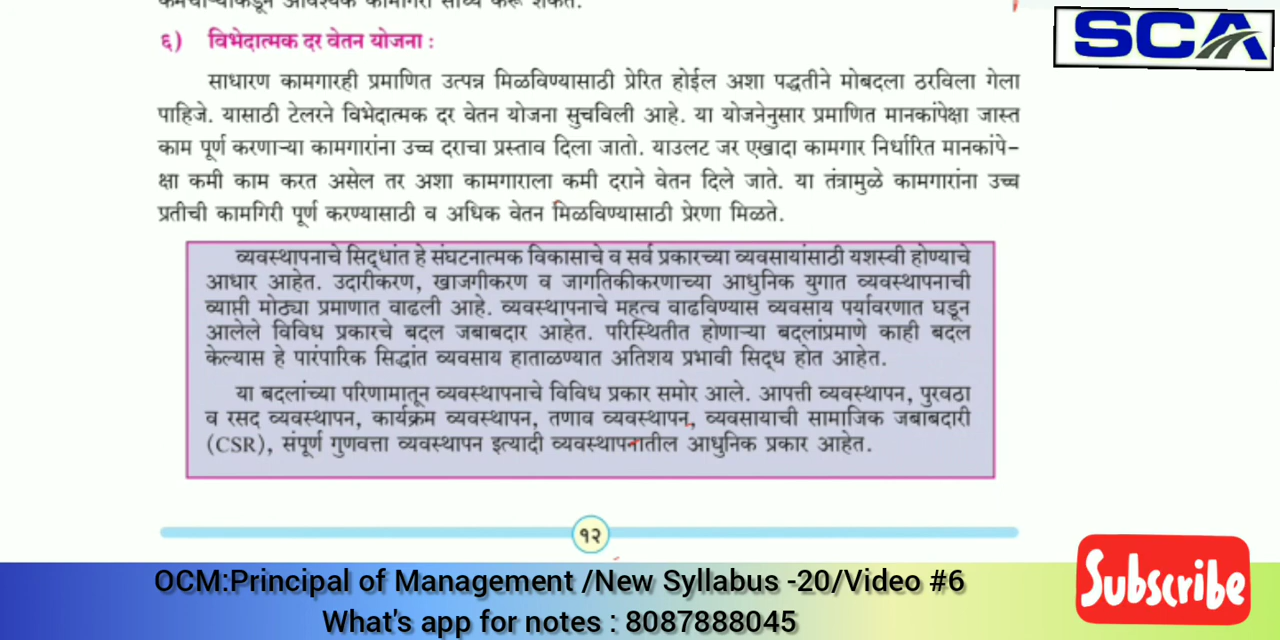 कर्मचाऱ्यांकडून आवश्यक कामगिरी साध्य करू शकतो.
SCA
६) विभेदात्मक दर वेतन योजना :
साधारण कामगारही प्रमाणित उत्पन्न मिळविण्यासाठी प्रेरित होईल अशा पद्धतीने मोबदला ठरविला गेला
पाहिजे. यासाठी टेलरने विभेदात्मक दर वेतन योजना सुचविली आहे. या योजनेनुसार प्रमाणित मानकांपेक्षा जास्त
काम पूर्ण करणाऱ्या कामगारांना उच्च दराचा प्रस्ताव दिला जातो. याउलट जर एखादा कामगार निर्धारित मानकांपे-
क्षा कमी काम करत असेल तर अशा कामगाराला कमी दराने वेतन दिले जाते. या तंत्रामुळे कामगारांना उच्च
प्रतीची कामगिरी पूर्ण करण्यासाठी व अधिक वेतन मिळविण्यासाठी प्रेरणा मिळते.
व्यवस्थापनाचे सिद्धांत हे संघटनात्मक विकासाचे व सर्व प्रकारच्या व्यवसायांसाठी यशस्वी होण्याचे
आधार आहेत. उदारीकरण, खाजगीकरण व जागतिकीकरणाच्या आधुनिक युगात व्यवस्थापनाची
व्याप्ती मोठ्या प्रमाणात वाढली आहे. व्यवस्थापनाचे महत्व वाढविण्यास व्यवसाय पर्यावरणात घडून
आलेले विविध प्रकारचे बदल जबाबदार आहेत. परिस्थितीत होणाऱ्या बदलांप्रमाणे काही बदल
केल्यास हे पारंपारिक सिद्धांत व्यवसाय हाताळण्यात अतिशय प्रभावी सिद्ध होत आहेत.
या बदलांच्या परिणामातून व्यवस्थापनाचे विविध प्रकार समोर आले. आपत्ती व्यवस्थापन, पुरवठा
व रसद व्यवस्थापन, कार्यक्रम व्यवस्थापन, तणाव व्यवस्थापन, व्यवसायाची सामाजिक जबाबदारी
(CSR), संपूर्ण गुणवत्ता व्यवस्थापन इत्यादी व्यवस्थापनातील आधुनिक प्रकार आहेत.
१२
OCM:Principal of Management /New Syllabus -20/Video #6
What's app for notes : 8087888045
Subscribe